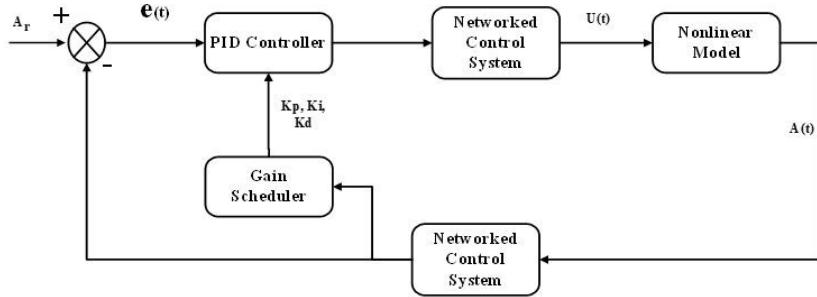 A_r
+
-
e(t)
PID Controller
Networked
Control
System
U(t)
Nonlinear
Model
A(t)
Kp, Ki,
Kd
Gain
Scheduler
Networked
Control
System